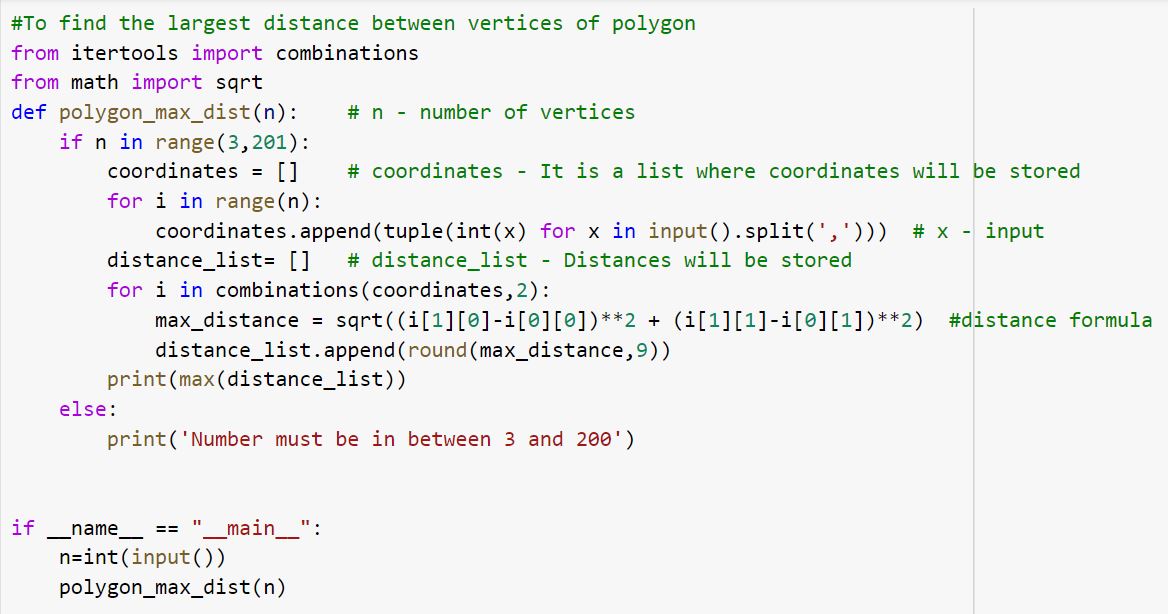 #To find the largest distance between vertices of polygon
from itertools import combinations
from math import sqrt
def polygon_max_dist(n):    # n - number of vertices
    if n in range(3,201):
        coordinates = []    # coordinates - It is a list where coordinates will be stored
        for i in range(n):
            coordinates.append(tuple(int(x) for x in input().split(',')))  # x - input
        distance_list= []   # distance_list - Distances will be stored
        for i in combinations(coordinates,2):
            max_distance = sqrt((i[1][0]-i[0][0])**2 + (i[1][1]-i[0][1])**2)  #distance formula
            distance_list.append(round(max_distance,9))
        print(max(distance_list))
    else:
        print('Number must be in between 3 and 200')
if __name__ == "__main__":
    n=int(input())
    polygon_max_dist(n)